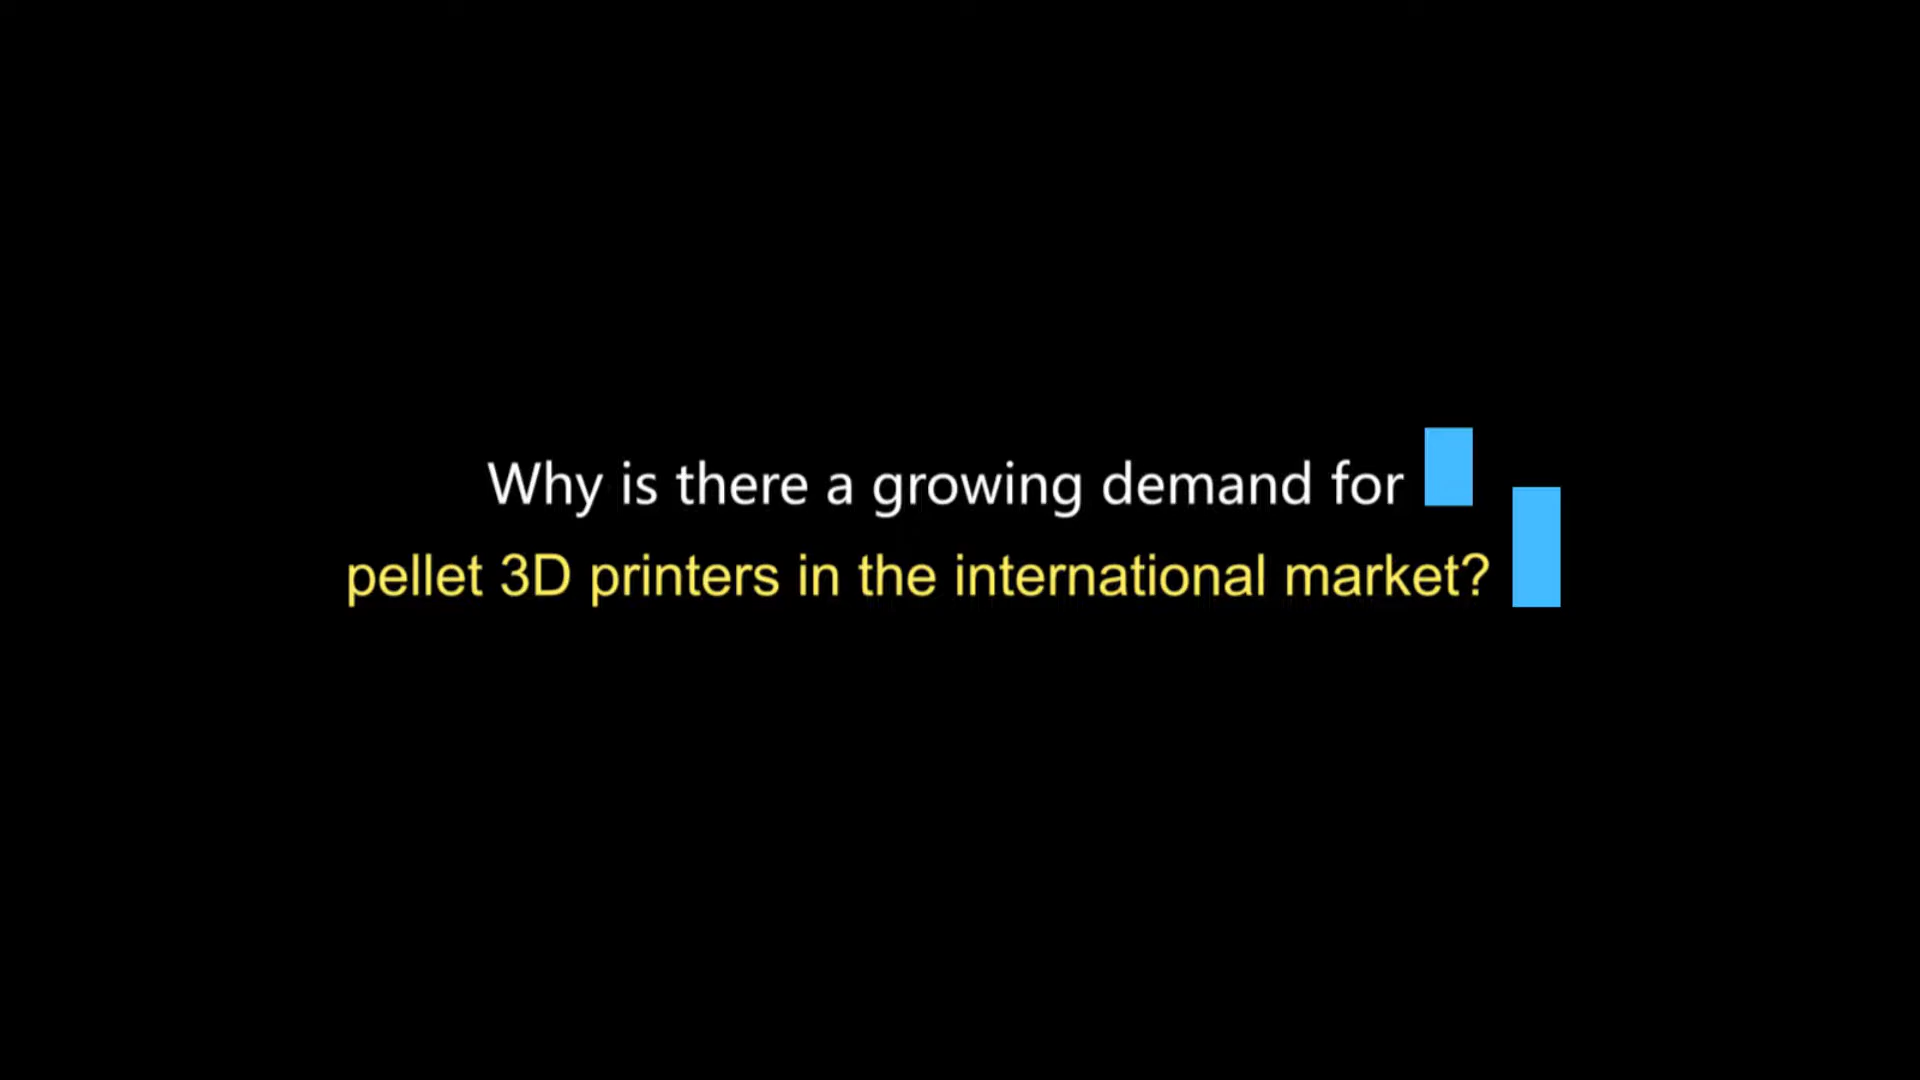 Why is there a growing demand for
pellet 3D printers in the international market?